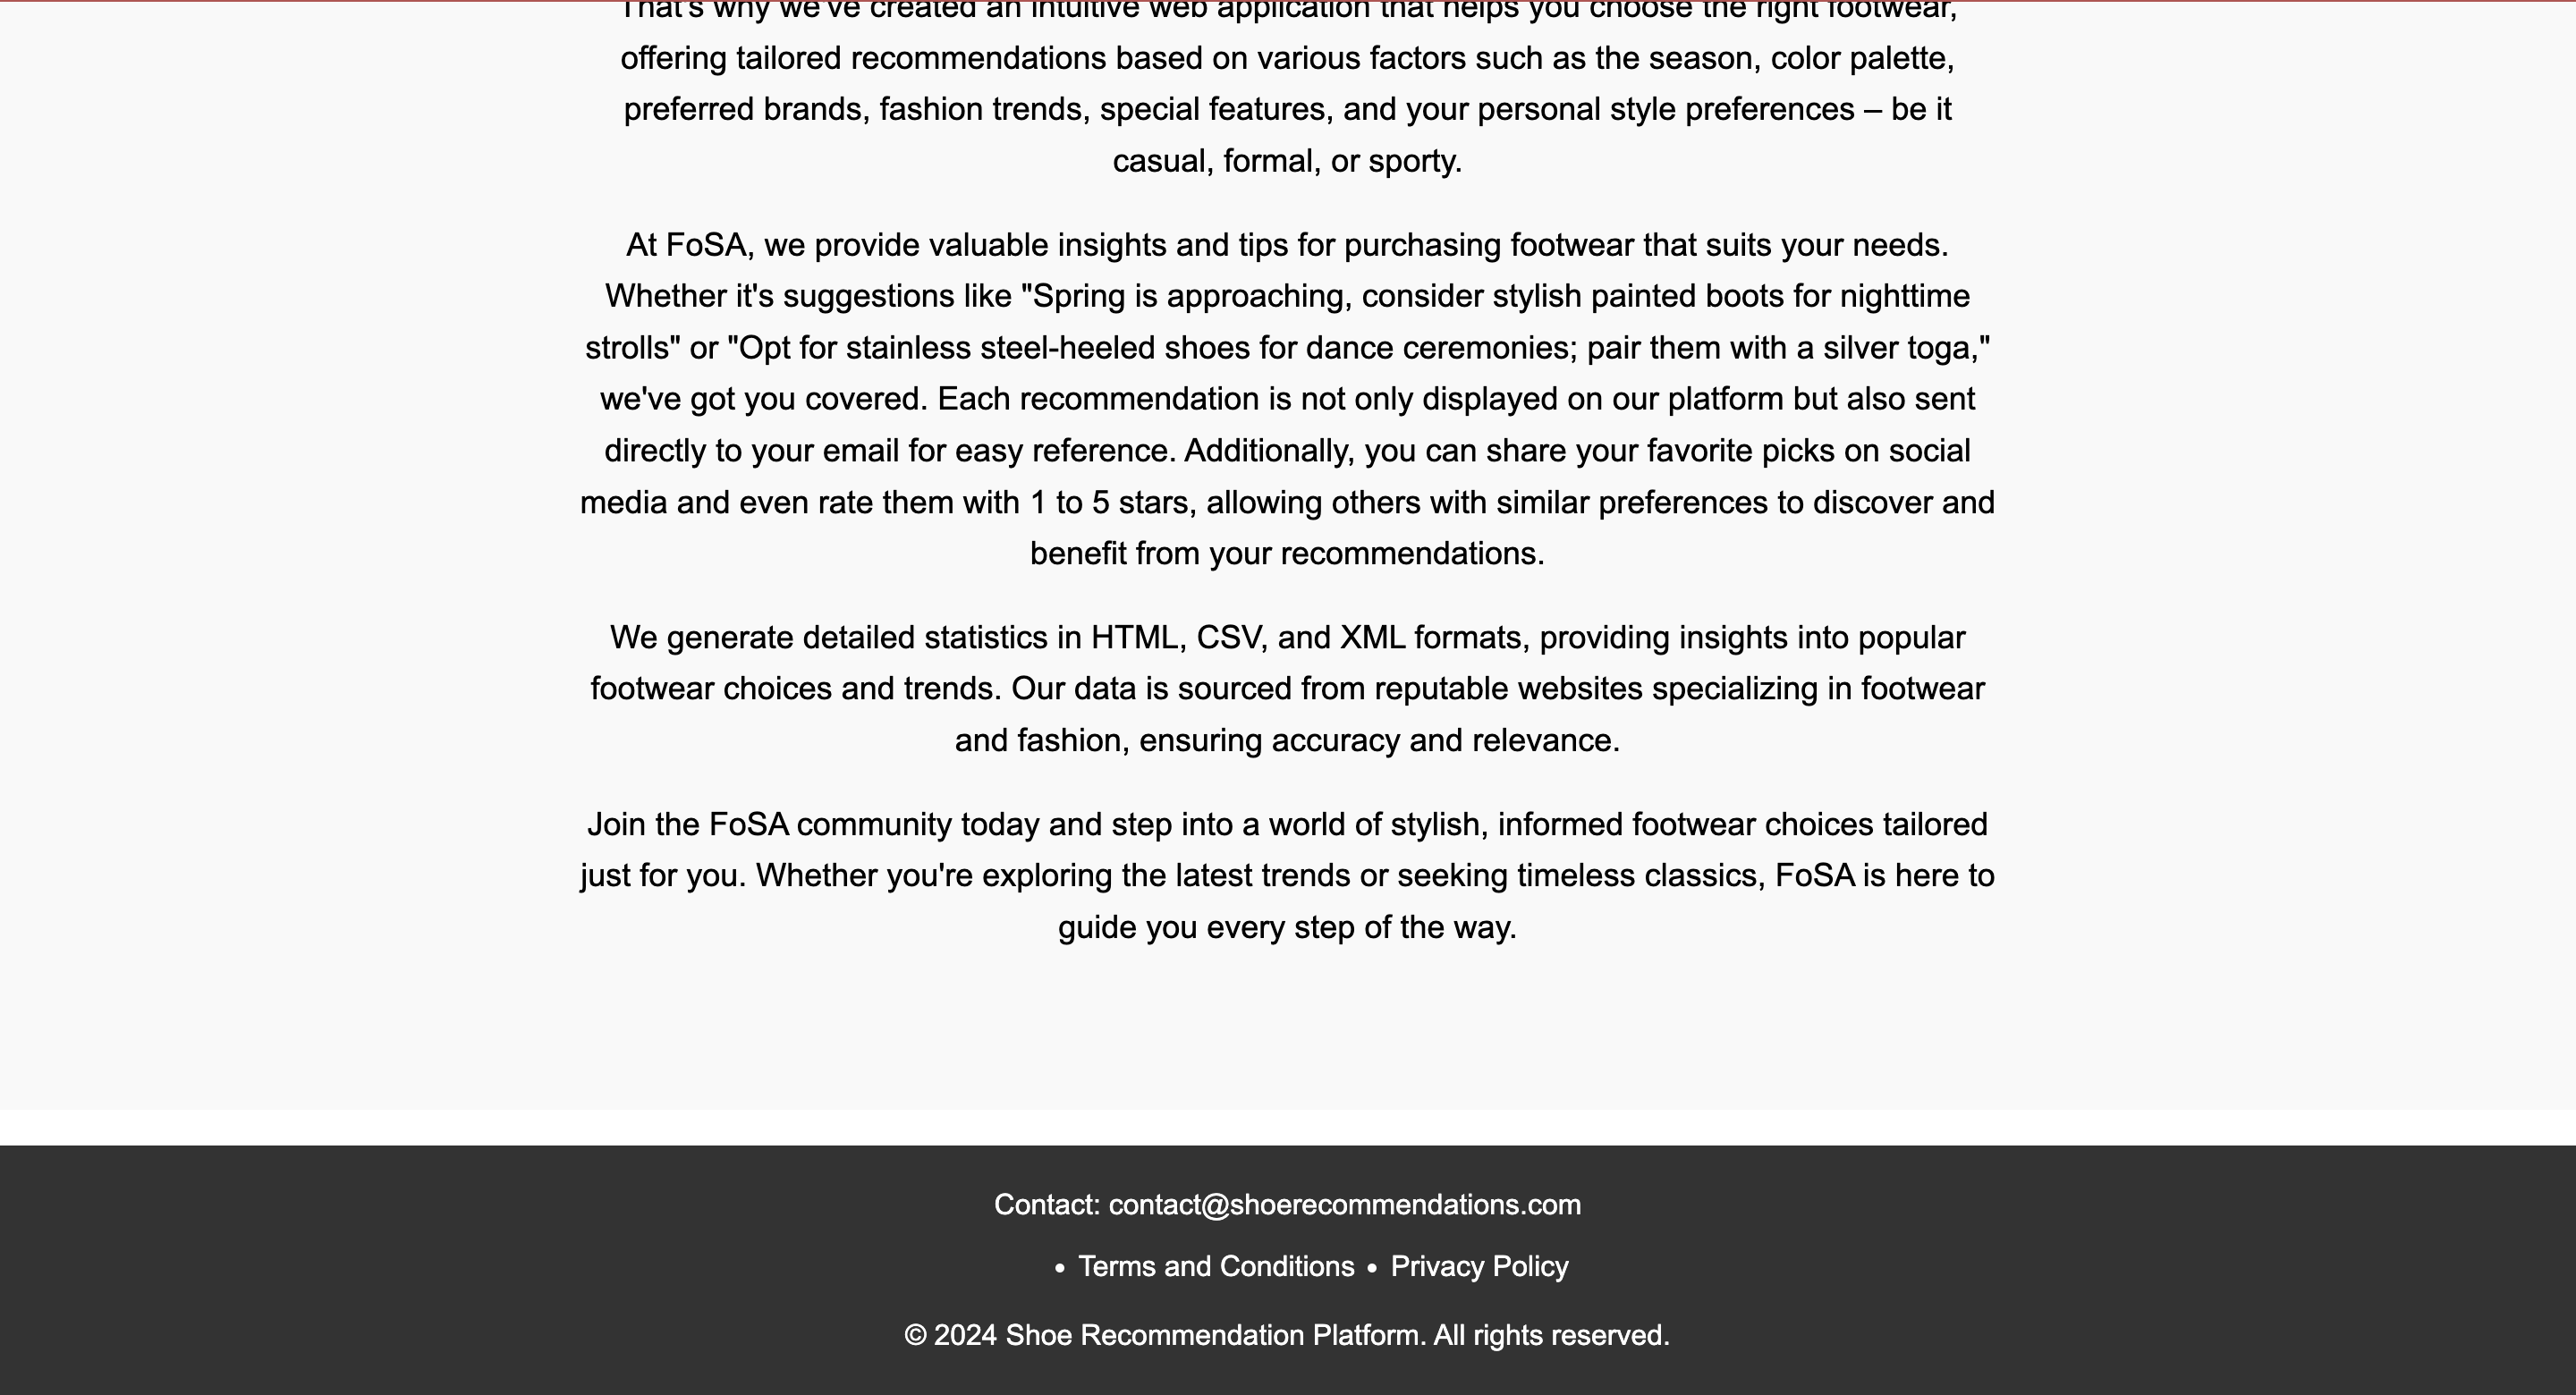 That's why we've created an intuitive web application that helps you choose the right footwear,
offering tailored recommendations based on various factors such as the season, color palette,
preferred brands, fashion trends, special features, and your personal style preferences – be it
casual, formal, or sporty.
At FoSA, we provide valuable insights and tips for purchasing footwear that suits your needs.
Whether it's suggestions like "Spring is approaching, consider stylish painted boots for nighttime
strolls" or "Opt for stainless steel-heeled shoes for dance ceremonies; pair them with a silver toga,"
we've got you covered. Each recommendation is not only displayed on our platform but also sent
directly to your email for easy reference. Additionally, you can share your favorite picks on social
media and even rate them with 1 to 5 stars, allowing others with similar preferences to discover and
benefit from your recommendations.
We generate detailed statistics in HTML, CSV, and XML formats, providing insights into popular
footwear choices and trends. Our data is sourced from reputable websites specializing in footwear
and fashion, ensuring accuracy and relevance.
Join the FoSA community today and step into a world of stylish, informed footwear choices tailored
just for you. Whether you're exploring the latest trends or seeking timeless classics, FoSA is here to
guide you every step of the way.
Contact: contact@shoerecommendations.com
• Terms and Conditions • Privacy Policy
© 2024 Shoe Recommendation Platform. All rights reserved.